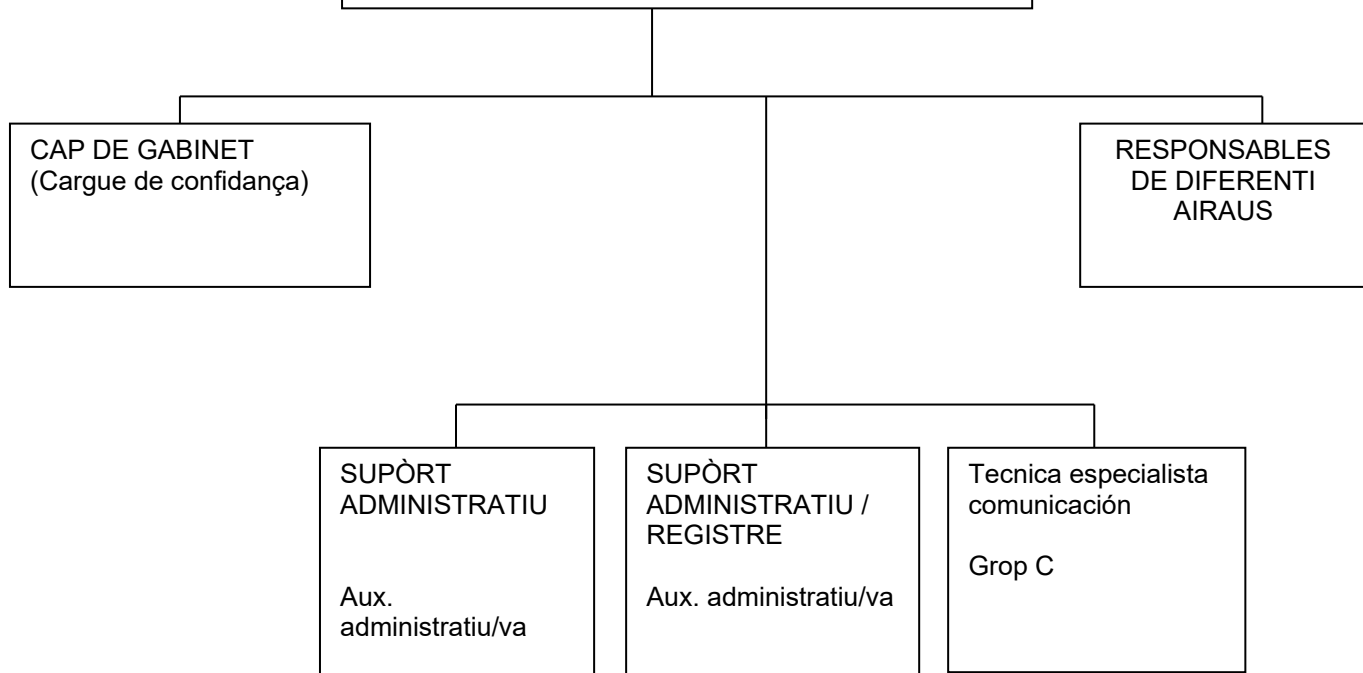 CAP DE GABINET
(Cargue de confidança)
RESPONSABLES
DE DIFERENTI
AIRAUS
SUPÒRT
ADMINISTRATIU
Aux.
administratiu/va
SUPÒRT
ADMINISTRATIU /
REGISTRE
Aux. administratiu/va
Tecnica especialista
comunicación
Grop C